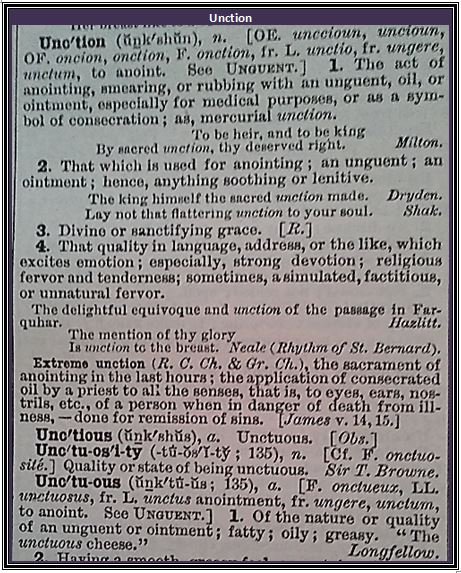 Unction
Unc'tion (ŭṉk'shŭn), n. [OE. unccioun, uncioun,
OF. oncion, onction, F. onction, fr. L. unctio, fr. ungere,
unctum, to anoint. See UNGUENT.] 1. The act of
anointing, smearing, or rubbing with an unguent, oil, or
ointment, especially for medical purposes, or as a sym-
bol of consecration; as, mercurial unction.
To be heir, and to be king
By sacred unction, thy deserved right. Milton.
2. That which is used for anointing; an unguent; an
ointment; hence, anything soothing or lenitive.
The king himself the sacred unction made. Dryden.
Lay not that flattering unction to your soul. Shak.
3. Divine or sanctifying grace. [R.]
4. That quality in language, address, or the like, which
excites emotion; especially, strong devotion; religious
fervor and tenderness; sometimes, a simulated, factitious,
or unnatural fervor.
The delightful equivoque and unction of the passage in Far-
quhar. Hazlitt.
The mention of thy glory
Is unction to the breast. Neale (Rhythm of St. Bernard).
Extreme unction (R. C. Ch. & Gr. Ch.), the sacrament of
anointing in the last hours; the application of consecrated
oil by a priest to all the senses, that is, to eyes, ears, nos-
trils, etc., of a person when in danger of death from ill-
ness, — done for remission of sins. [James v. 14, 15.]
Unc'tious (ŭṉk'shŭs), a. Unctuous. [Obs.]
Unc'tu-os'i-ty (-tū-ŏs'ĭ-tȳ; 135), n. [Cf. F. onctuo-
sité.] Quality or state of being unctuous. Sir T. Browne.
Unc'tu-ous (ŭṉk'tū-ŭs; 135), a. [F. onctueux, LL.
unctuosus, fr. L. unctus anointment, fr. ungere, unctum,
to anoint. See UNGUENT.] 1. Of the nature or quality
of an unguent or ointment; fatty; oily; greasy. "The
unctuous cheese." Longfellow.
2. Having a smooth,